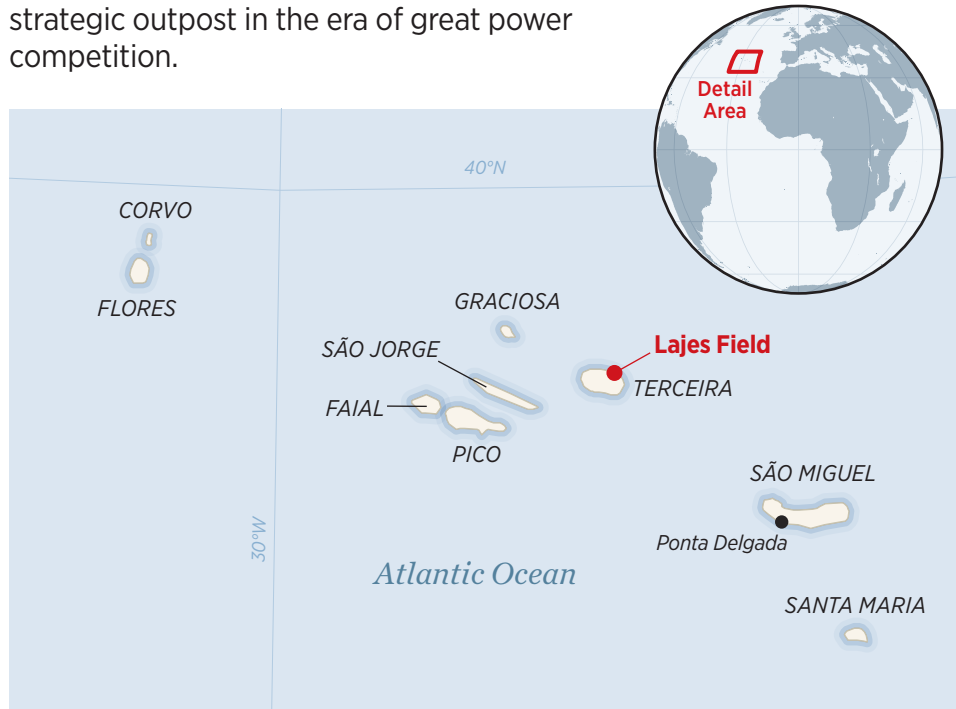 strategic outpost in the era of great power
competition.
Detail
Area
40°N
CORVO
FLORES
GRACIOSA
SÃO JORGE
Lajes Field
TERCEIRA
FAIAL
PICO
SÃO MIGUEL
Ponta Delgada
30°W
Atlantic Ocean
SANTA MARIA